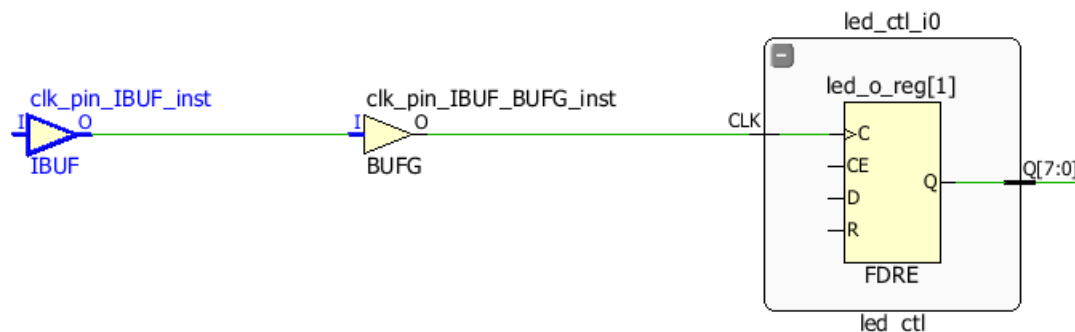 led_ctl_i0
clk_pin_IBUF_inst
I O
IBUF
clk_pin_IBUF_BUFG_inst
I O
BUFG
CLK
led_o_reg[1]
C
CE
D
R
Q
FDRE
Q[7:0]
led_ctl